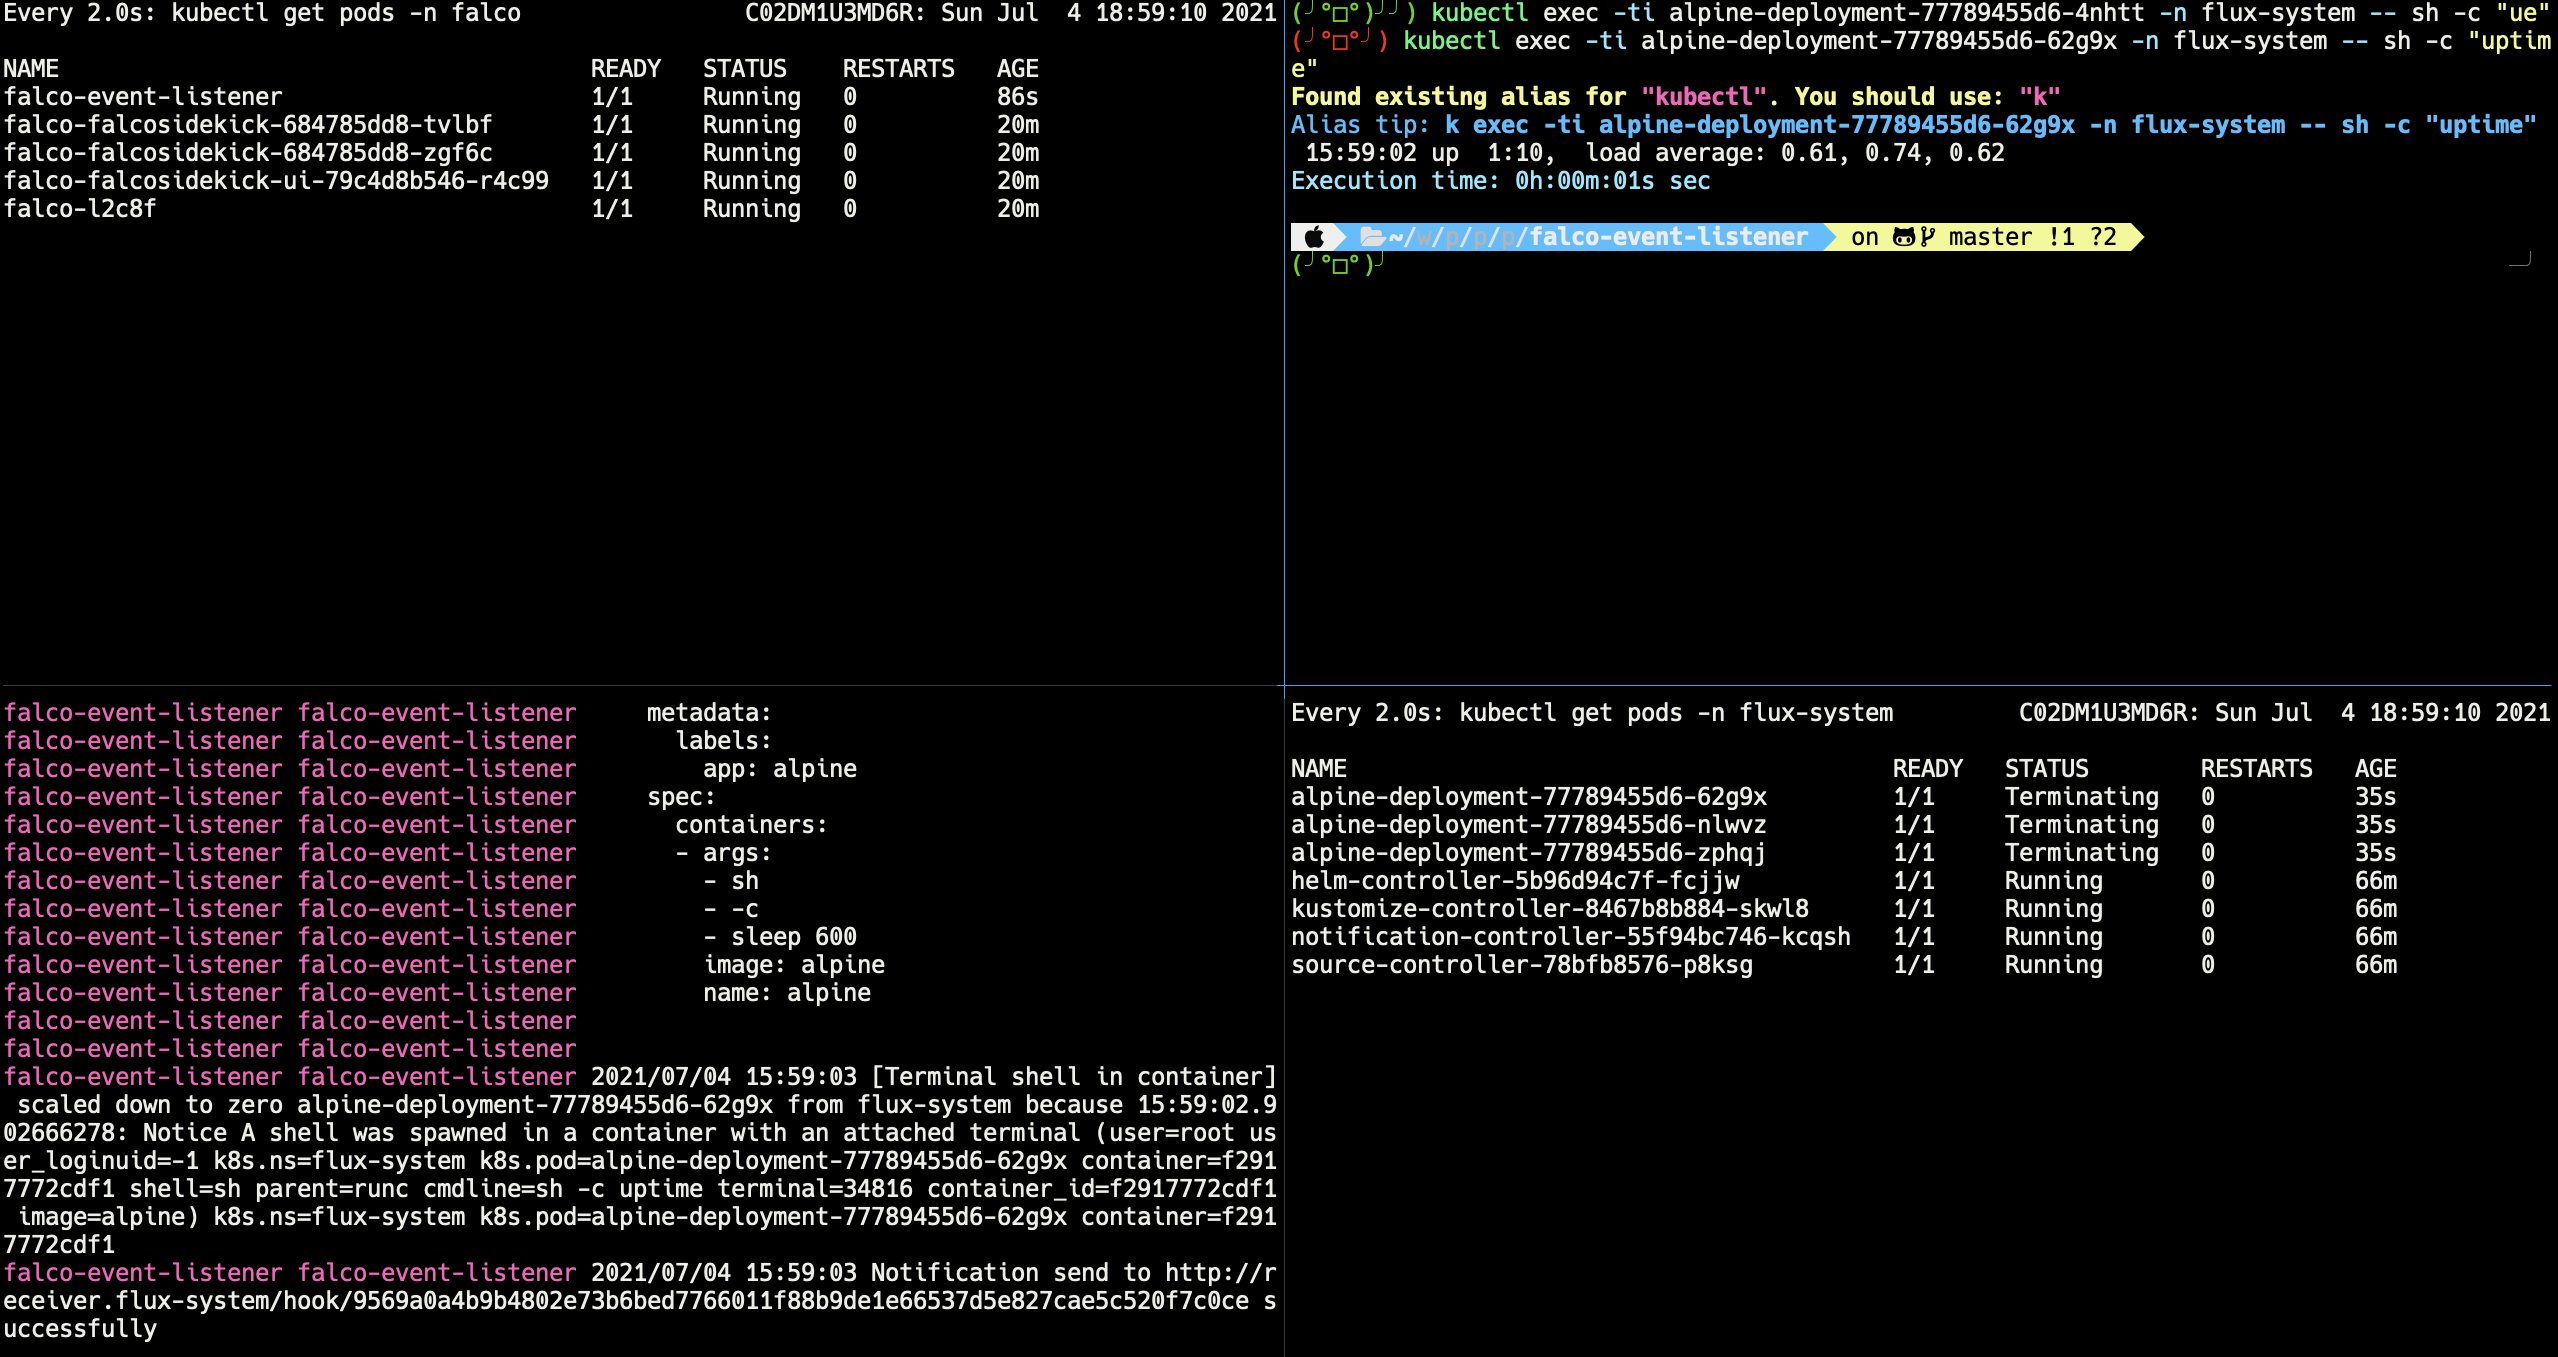 Every 2.0s: kubectl get pods -n falco                C02DM1U3MD6R: Sun Jul  4 18:59:10 2021
NAME                                      READY   STATUS    RESTARTS   AGE
falco-event-listener                      1/1     Running   0          86s
falco-falcosidekick-684785dd8-tvlbf       1/1     Running   0          20m
falco-falcosidekick-684785dd8-zgf6c       1/1     Running   0          20m
falco-falcosidekick-ui-79c4d8b546-r4c99   1/1     Running   0          20m
falco-l2c8f                               1/1     Running   0          20m
(╯°□°)╯╯) kubectl exec -ti alpine-deployment-77789455d6-4nhtt -n flux-system -- sh -c "ue"
(╯°□°╯) kubectl exec -ti alpine-deployment-77789455d6-62g9x -n flux-system -- sh -c "uptim
e"
Found existing alias for "kubectl". You should use: "k"
Alias tip: k exec -ti alpine-deployment-77789455d6-62g9x -n flux-system -- sh -c "uptime"
 15:59:02 up  1:10,  load average: 0.61, 0.74, 0.62
Execution time: 0h:00m:01s sec
~/w/p/p/p/falco-event-listener on master !1 ?2
(╯°□°)╯
falco-event-listener falco-event-listener     metadata:
falco-event-listener falco-event-listener       labels:
falco-event-listener falco-event-listener         app: alpine
falco-event-listener falco-event-listener     spec:
falco-event-listener falco-event-listener       containers:
falco-event-listener falco-event-listener       - args:
falco-event-listener falco-event-listener         - sh
falco-event-listener falco-event-listener         - -c
falco-event-listener falco-event-listener         - sleep 600
falco-event-listener falco-event-listener         image: alpine
falco-event-listener falco-event-listener         name: alpine
falco-event-listener falco-event-listener
falco-event-listener falco-event-listener
falco-event-listener falco-event-listener 2021/07/04 15:59:03 [Terminal shell in container]
 scaled down to zero alpine-deployment-77789455d6-62g9x from flux-system because 15:59:02.9
02666278: Notice A shell was spawned in a container with an attached terminal (user=root us
er_loginuid=-1 k8s.ns=flux-system k8s.pod=alpine-deployment-77789455d6-62g9x container=f291
7772cdf1 shell=sh parent=runc cmdline=sh -c uptime terminal=34816 container_id=f2917772cdf1
 image=alpine) k8s.ns=flux-system k8s.pod=alpine-deployment-77789455d6-62g9x container=f291
7772cdf1
falco-event-listener falco-event-listener 2021/07/04 15:59:03 Notification send to http://r
eceiver.flux-system/hook/9569a0a4b9b4802e73b6bed7766011f88b9de1e66537d5e827cae5c520f7c0ce s
uccessfully
Every 2.0s: kubectl get pods -n flux-system         C02DM1U3MD6R: Sun Jul  4 18:59:10 2021
NAME                                       READY   STATUS        RESTARTS   AGE
alpine-deployment-77789455d6-62g9x         1/1     Terminating   0          35s
alpine-deployment-77789455d6-nlwvz         1/1     Terminating   0          35s
alpine-deployment-77789455d6-zphqj         1/1     Terminating   0          35s
helm-controller-5b96d94c7f-fcjjw           1/1     Running       0          66m
kustomize-controller-8467b8b884-skwl8      1/1     Running       0          66m
notification-controller-55f94bc746-kcqsh   1/1     Running       0          66m
source-controller-78bfb8576-p8ksg          1/1     Running       0          66m